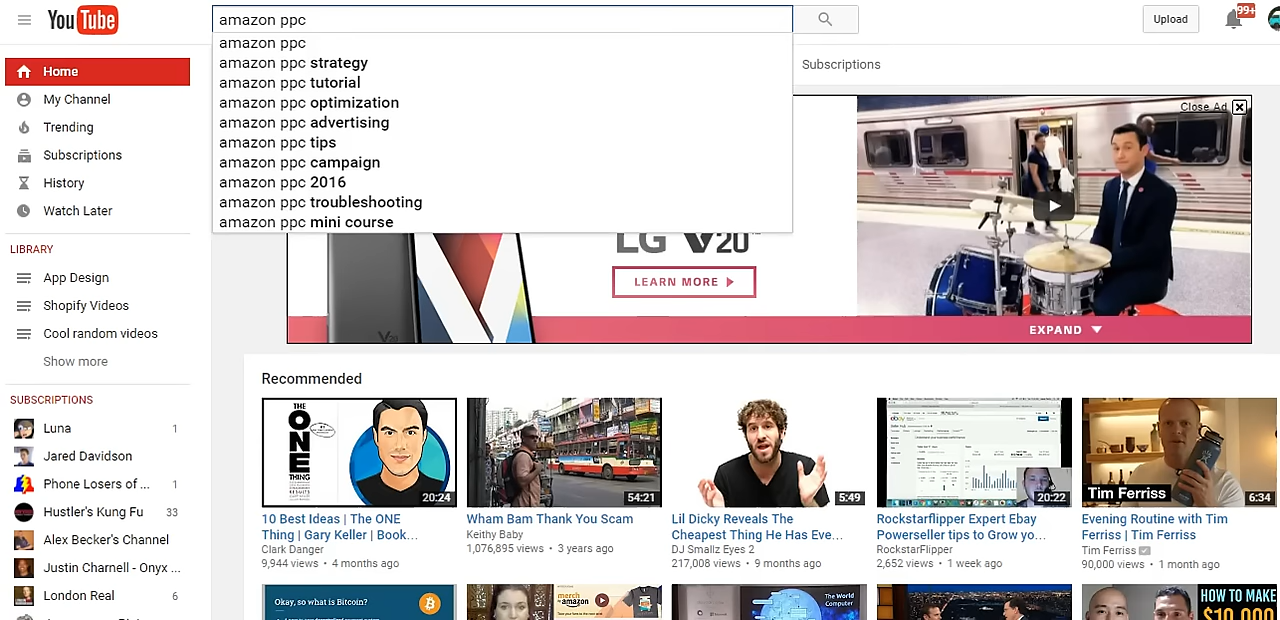 YouTube
amazon ppc
Upload
99+
amazon ppc
amazon ppc strategy
amazon ppc tutorial
amazon ppc optimization
amazon ppc advertising
amazon ppc tips
amazon ppc campaign
amazon ppc 2016
amazon ppc troubleshooting
amazon ppc mini course
Home
My Channel
Trending
Subscriptions
History
Watch Later
LIBRARY
App Design
Shopify Videos
Cool random videos
Show more
SUBSCRIPTIONS
Luna 1
Jared Davidson
Phone Losers of ... 1
Hustler's Kung Fu 33
Alex Becker's Channel
Justin Charnell - Onyx ...
London Real 6
Subscriptions
Close Ad
LG V20™
LEARN MORE
V20
EXPAND
Recommended
THE
ONE
THING
20:24
10 Best Ideas | The ONE
Thing | Gary Keller | Book...
Clark Danger
9,944 views • 4 months ago
54:21
Wham Bam Thank You Sam
Keithy Baby
1,076,895 views • 3 years ago
5:49
Lil Dicky Reveals The
Cheapest Thing He Has Eve...
DJ Smallz Eyes 2
217,008 views • 9 months ago
ebay
20:22
Rockstarflipper Expert Ebay
Powerseller tips to Grow yo...
RockstarFlipper
2,652 views • 1 week ago
Tim Ferriss
6:34
Evening Routine with Tim
Ferriss | Tim Ferriss
Tim Ferriss
90,000 views • 1 month ago
Okay, so what is Bitcoin?
merch
by amazon
The World
Computer
HOW TO MAKE
$10,000